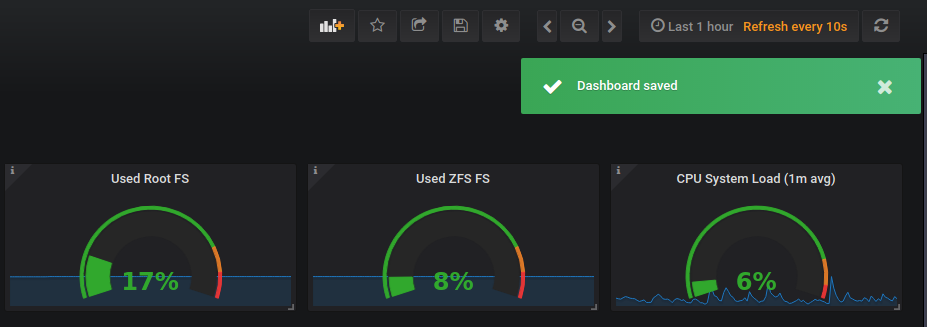 Last 1 hour Refresh every 10s
Dashboard saved
i Used Root FS
i Used ZFS FS
i CPU System Load (1m avg)
17%
8%
6%